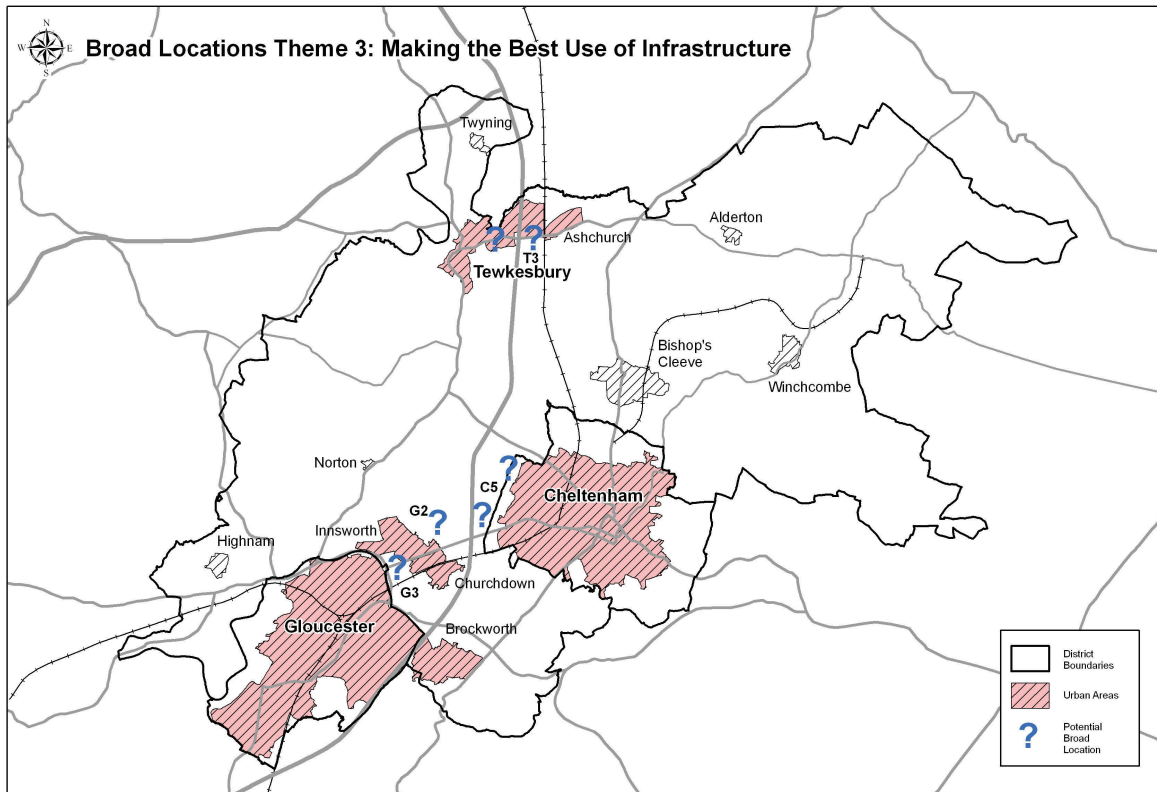 N
W E
S
Broad Locations Theme 3: Making the Best Use of Infrastructure
Twyning
Alderton
Ashchurch
T3
Tewkesbury
Bishop's
Cleeve
Winchcombe
Norton
C5
Cheltenham
G2
Innsworth
Highnam
Churchdown
G3
Gloucester
Brockworth
District
Boundaries
Urban Areas
Potential
Broad
Location
?
?
?
?
?
?
?